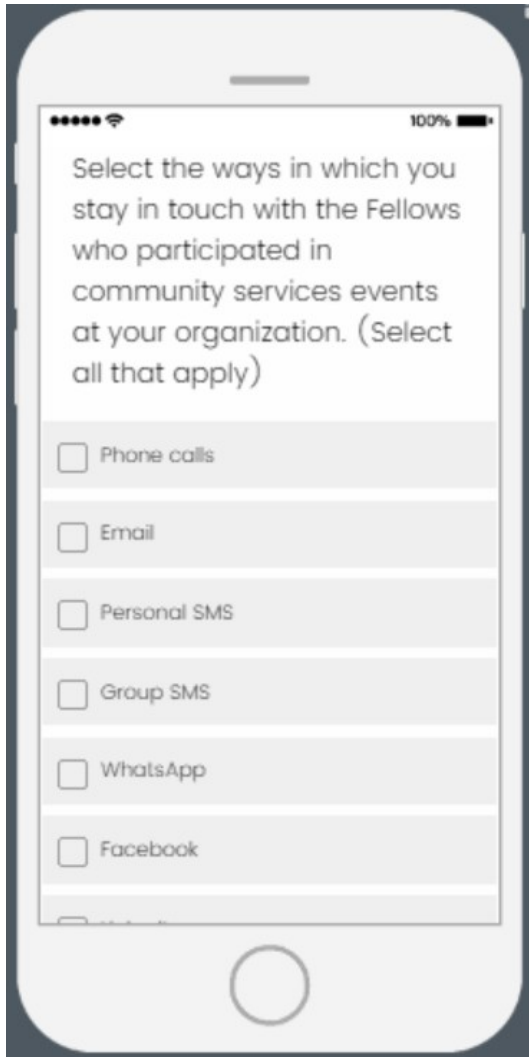 100%
Select the ways in which you
stay in touch with the Fellows
who participated in
community services events
at your organization. (Select
all that apply)
Phone calls
Email
Personal SMS
Group SMS
WhatsApp
Facebook